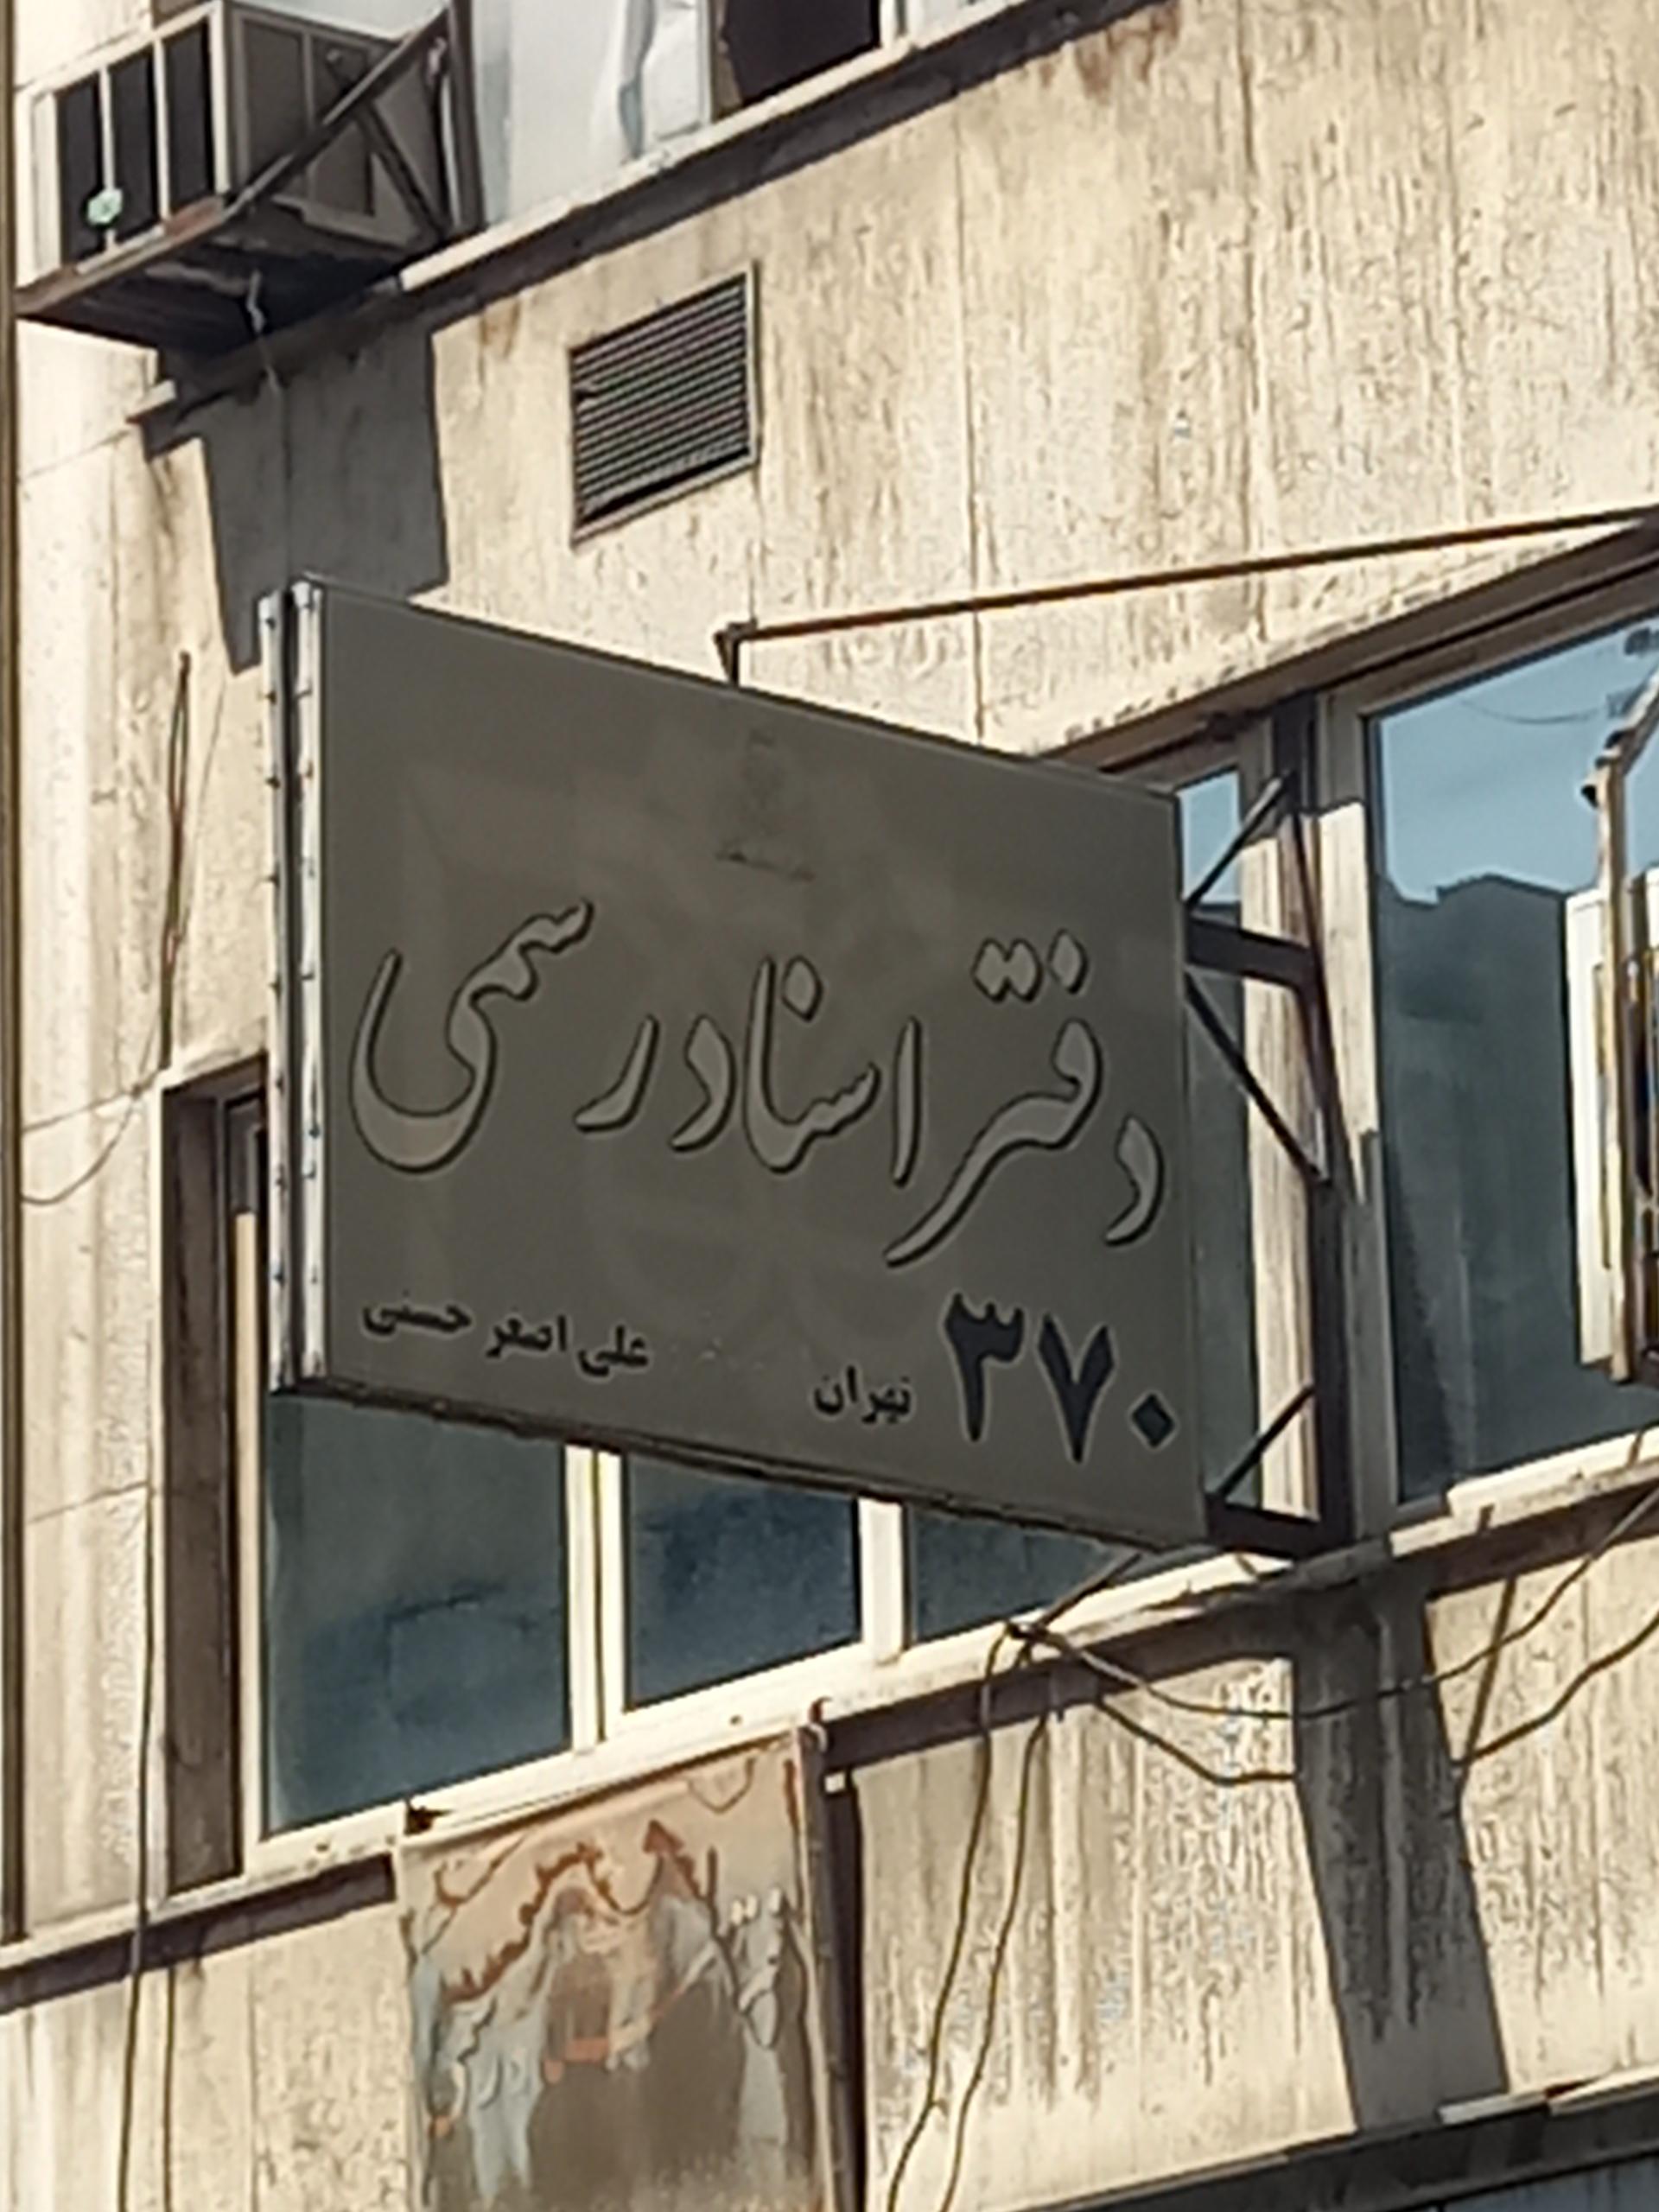 دفتر اسناد رسمی
۳۷۰ تهران
علی اصغر حسنی